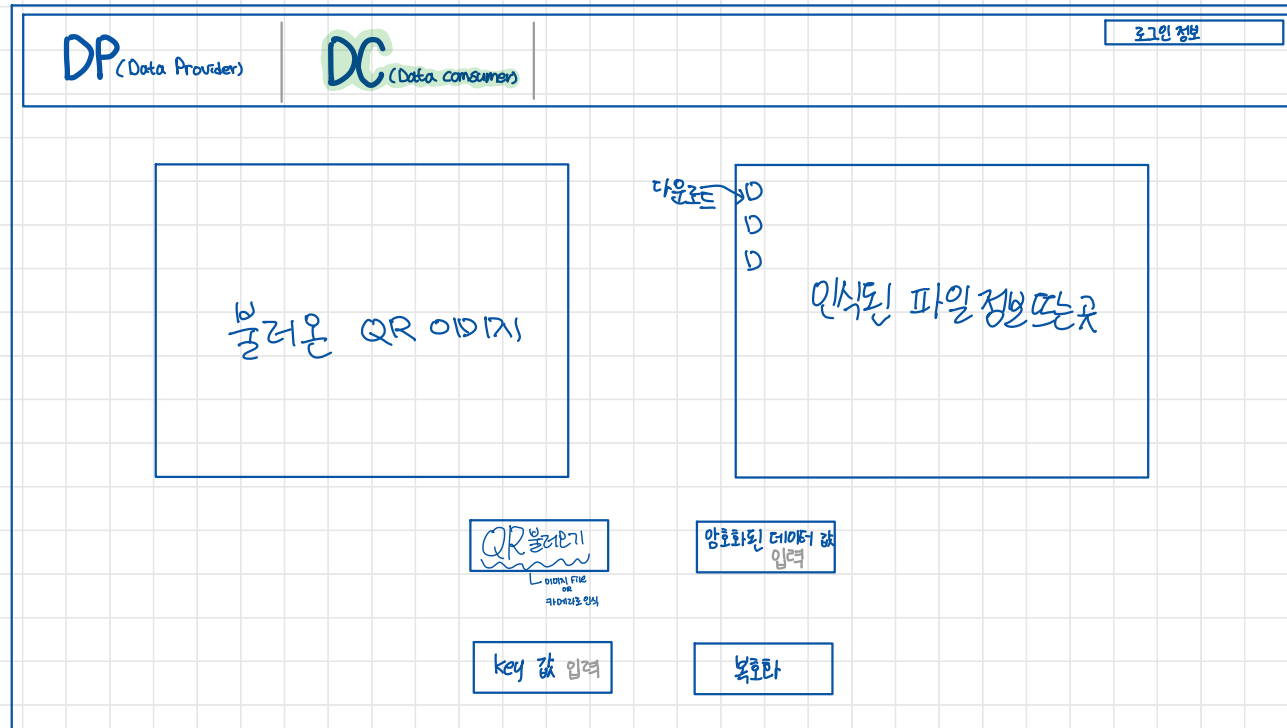 DP (Data Provider)
DC (Data consumer)
로그인 정보
불러온 QR 이미지
다운로드
D
D
D
인식된 파일 정보 뜨는 곳
QR 불러오기
이미지 File
OR
카메라로 인식
암호화된 데이터 값
입력
key 값 입력
복호화